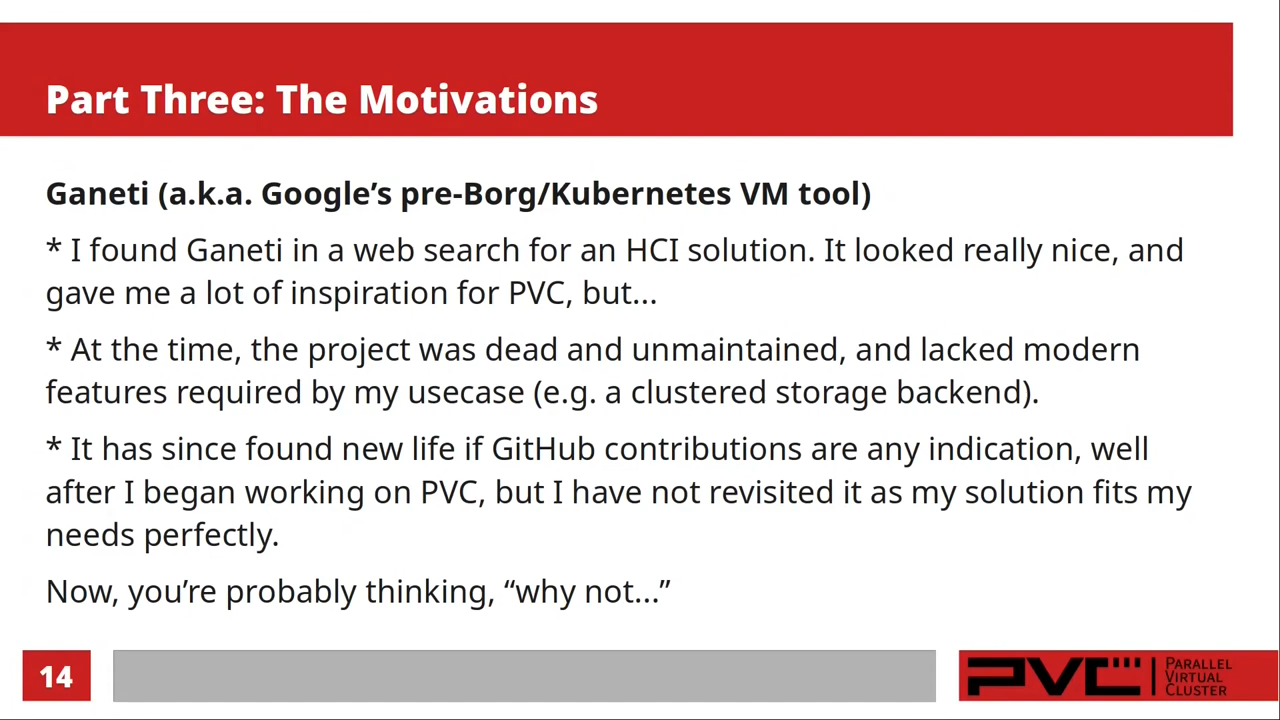 Part Three: The Motivations
Ganeti (a.k.a. Google’s pre-Borg/Kubernetes VM tool)
* I found Ganeti in a web search for an HCI solution. It looked really nice, and
gave me a lot of inspiration for PVC, but...
* At the time, the project was dead and unmaintained, and lacked modern
features required by my usecase (e.g. a clustered storage backend).
* It has since found new life if GitHub contributions are any indication, well
after I began working on PVC, but I have not revisited it as my solution fits my
needs perfectly.
Now, you’re probably thinking, “why not...”
14
PVC
PARALLEL
VIRTUAL
CLUSTER